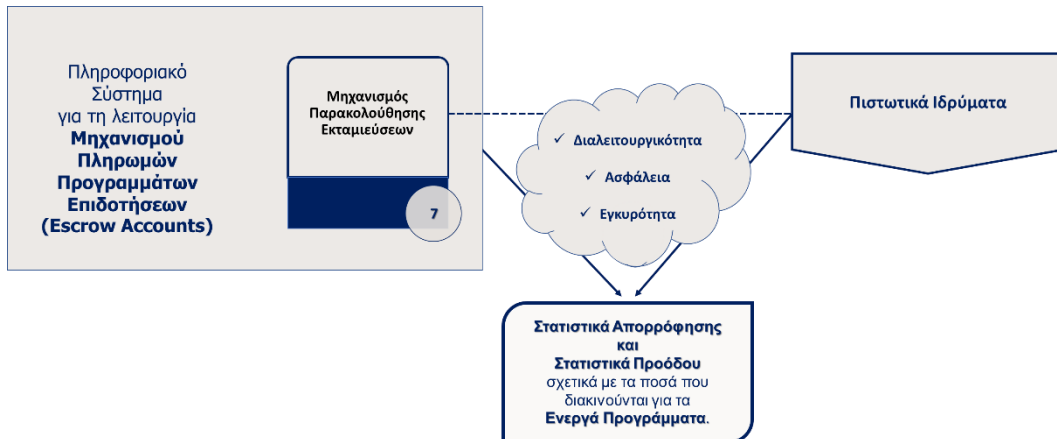 Πληροφοριακό
Σύστημα
για τη λειτουργία
Μηχανισμού
Πληρωμών
Προγραμμάτων
Επιδοτήσεων
(Escrow Accounts)
Μηχανισμός
Παρακολούθησης
Εκταμιεύσεων
7
✓ Διαλειτουργικότητα
✓ Ασφάλεια
✓ Εγκυρότητα
Πιστωτικά Ιδρύματα
Στατιστικά Απορρόφησης
και
Στατιστικά Προόδου
σχετικά με τα ποσά που
διακινούνται για τα
Ενεργά Προγράμματα.